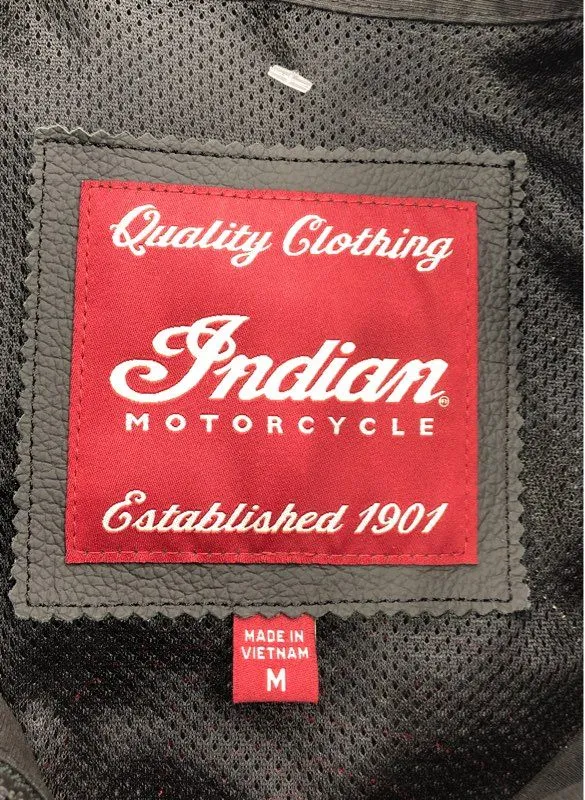 Quality Clothing
Indian®
MOTORCYCLE
Established 1901
MADE IN
VIETNAM
M